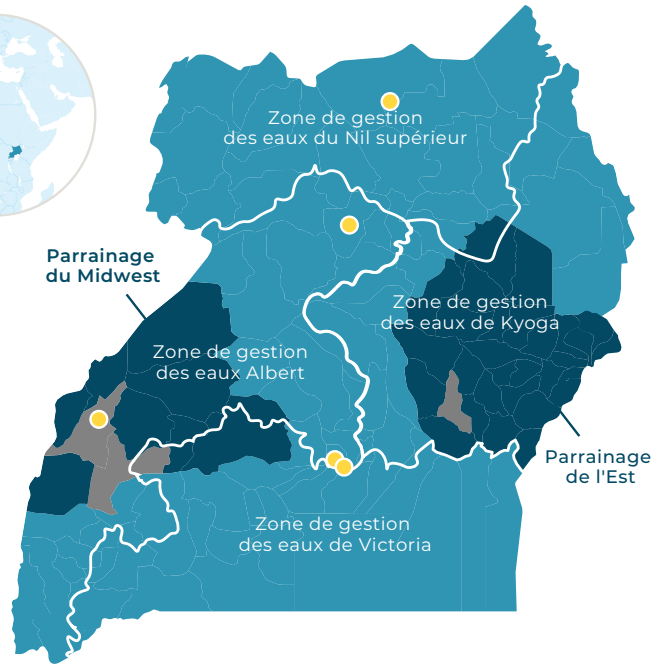 Zone de gestion
des eaux du Nil supérieur
Parrainage
du Midwest
Zone de gestion
des eaux de Kyoga
Zone de gestion
des eaux Albert
Parrainage
de l'Est
Zone de gestion
des eaux de Victoria